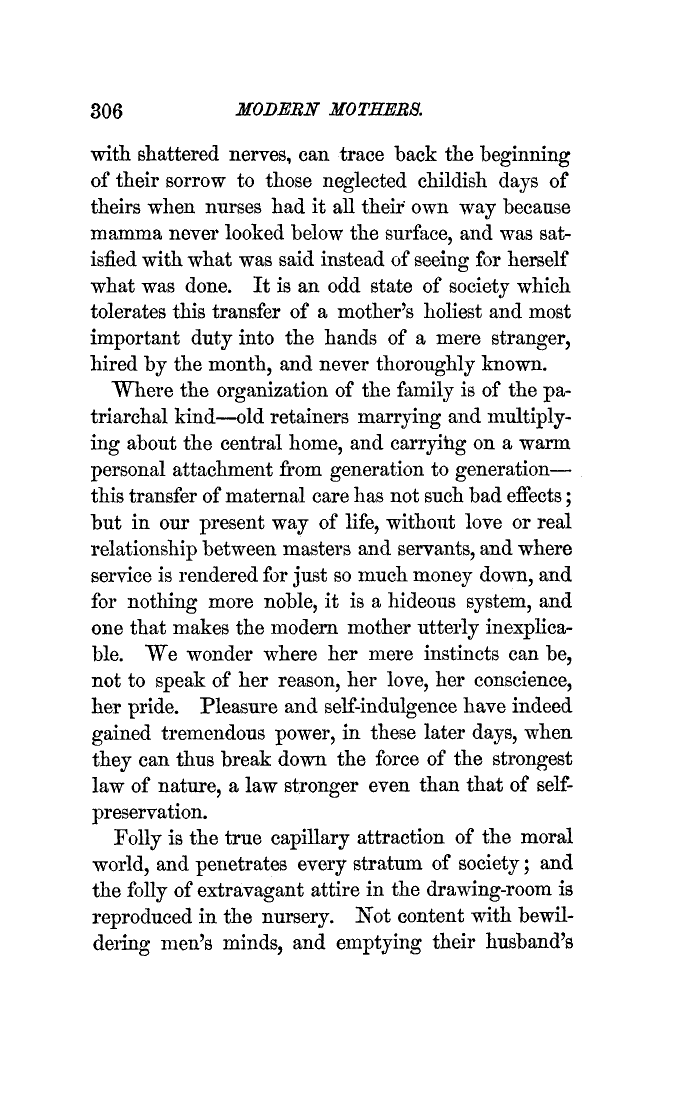 306 MODERN MOTHERS.
with shattered nerves, can trace back the beginning
of their sorrow to those neglected childish days of
theirs when nurses had it all their own way because
mamma never looked below the surface, and was sat-
isfied with what was said instead of seeing for herself
what was done. It is an odd state of society which
tolerates this transfer of a mother's holiest and most
important duty into the hands of a mere stranger,
hired by the month, and never thoroughly known.
Where the organization of the family is of the pa-
triarchal kind—old retainers marrying and multiply-
ing about the central home, and carrying on a warm
personal attachment from generation to generation—
this transfer of maternal care has not such bad effects;
but in our present way of life, without love or real
relationship between masters and servants, and where
service is rendered for just so much money down, and
for nothing more noble, it is a hideous system, and
one that makes the modern mother utterly inexplica-
ble. We wonder where her mere instincts can be,
not to speak of her reason, her love, her conscience,
her pride. Pleasure and self-indulgence have indeed
gained tremendous power, in these later days, when
they can thus break down the force of the strongest
law of nature, a law stronger even than that of self-
preservation.
Folly is the true capillary attraction of the moral
world, and penetrates every stratum of society; and
the folly of extravagant attire in the drawing-room is
reproduced in the nursery. Not content with bewil-
dering men's minds, and emptying their husband's